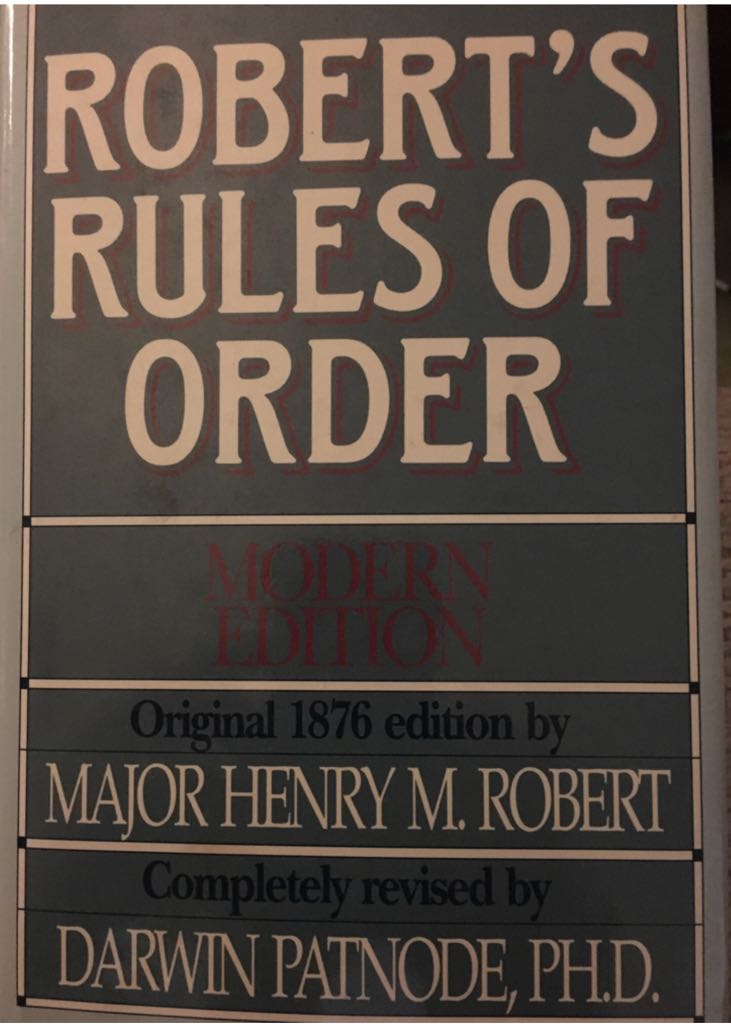 ROBERT'S
RULES OF
ORDER
MODERN
EDITION
Original 1876 edition by
MAJOR HENRY M. ROBERT
Completely revised by
DARWIN PATNODE, PH.D.